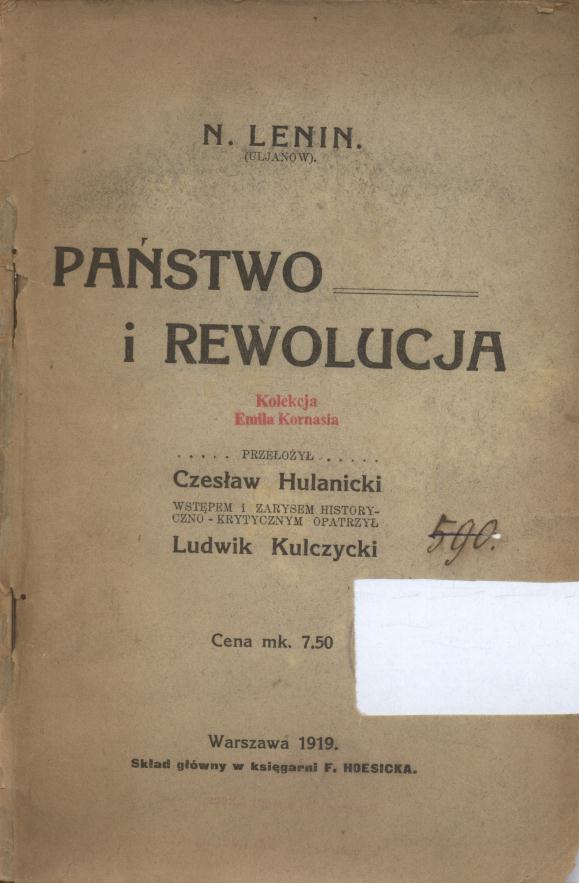 N. LENIN.
(ULJANOW).
PAŃSTWO
i REWOLUCJA
Kolekcja
Emila Kornasia
..... PRZEŁOŻYŁ.....
Czesław Hulanicki
WSTĘPEM I ZARYSEM HISTORY-
CZNO-KRYTYCZNYM OPATRZYŁ
Ludwik Kulczycki
590.
Cena mk. 7.50
Warszawa 1919.
Skład główny w księgarni F. HOESICKA.